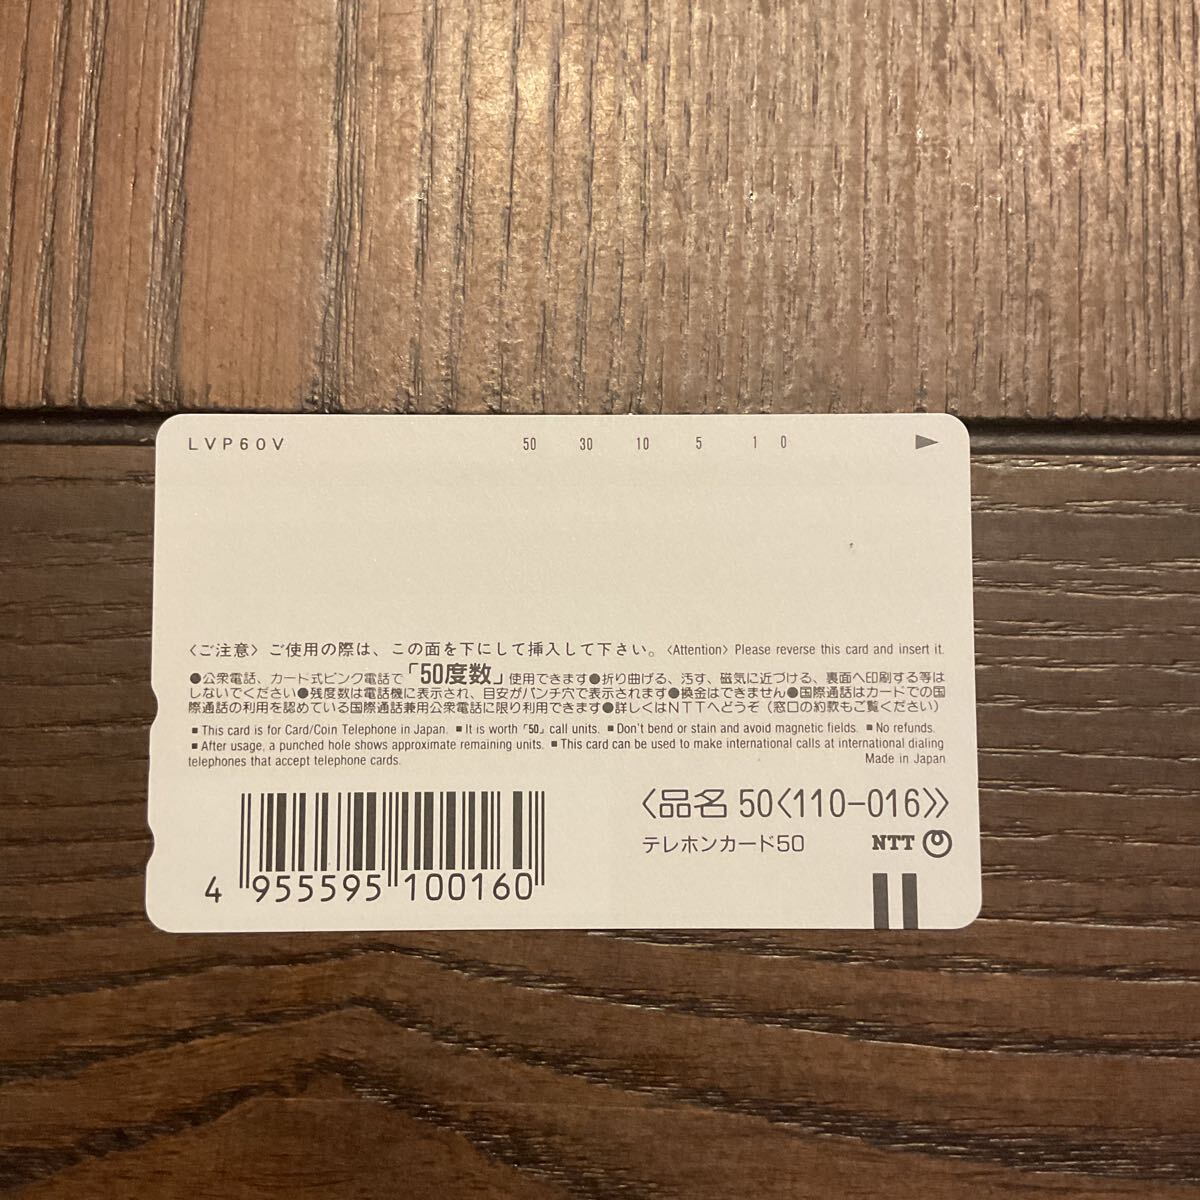 LVP60V 50 30 10 5 1 0
〈ご注意〉ご使用の際は、この面を下にして挿入して下さい。〈Attention〉Please reverse this card and insert it.
●公衆電話、カード式ピンク電話で「50度数」使用できます●折り曲げる、汚す、磁気に近づける、裏面へ印刷する等は
しないでください●残度数は電話機に表示され、目安がパンチ穴で表示されます●換金はできません●国際通話はカードでの国
際通話の利用を認めている国際通話兼用公衆電話に限り利用できます●詳しくはNTTへどうぞ（窓口の約款もご覧ください）
■This card is for Card/Coin Telephone in Japan. ■It is worth「50」call units. ■Don't bend or stain and avoid magnetic fields. ■No refunds.
■After usage, a punched hole shows approximate remaining units. ■This card can be used to make international calls at international dialing
telephones that accept telephone cards. Made in Japan
〈品名 50〈110-016〉〉
テレホンカード50 NTT
4 955595 100160